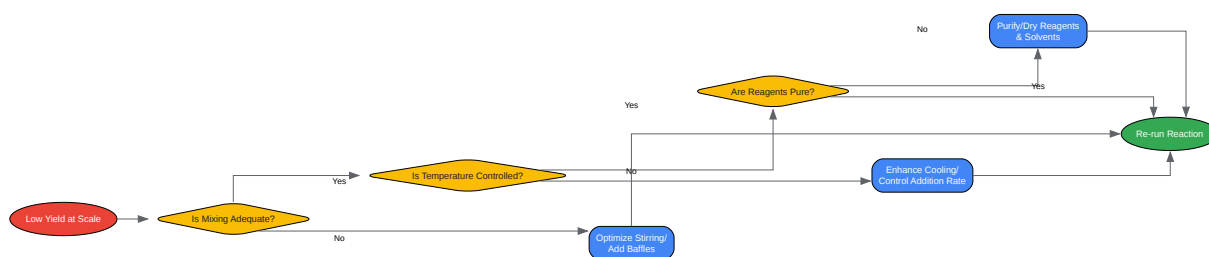 No
Purify/Dry Reagents
& Solvents
Are Reagents Pure?
Yes
Yes
Re-run Reaction
Is Temperature Controlled?
No
Enhance Cooling/
Control Addition Rate
Yes
Low Yield at Scale
Is Mixing Adequate?
No
Optimize Stirring/
Add Baffles